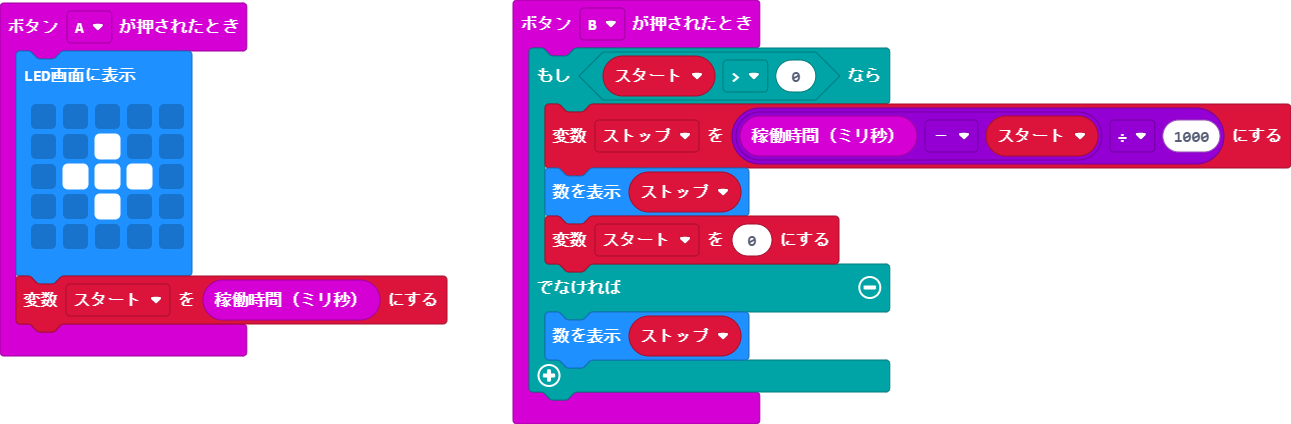 ボタン A が押されたとき
LED画面に表示
変数 スタート を 稼働時間（ミリ秒） にする
ボタン B が押されたとき
もし スタート > 0 なら
変数 ストップ を 稼働時間（ミリ秒） - スタート ÷ 1000 にする
数を表示 ストップ
変数 スタート を 0 にする
でなければ
数を表示 ストップ